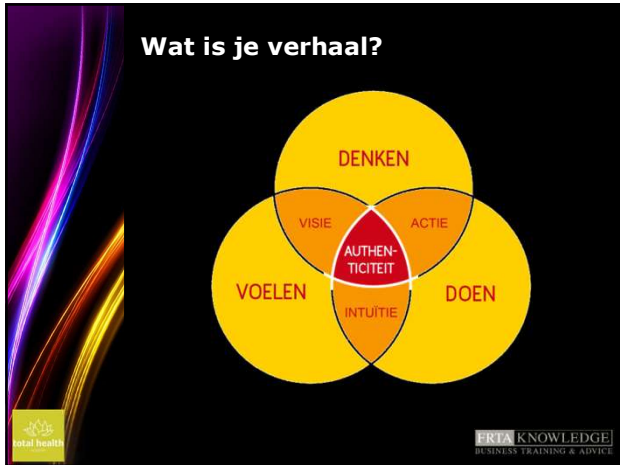 Wat is je verhaal?
DENKEN
VISIE
ACTIE
AUTHEN-
TICITEIT
VOELEN
DOEN
INTUÏTIE
total health
FRTA KNOWLEDGE
BUSINESS TRAINING & ADVICE